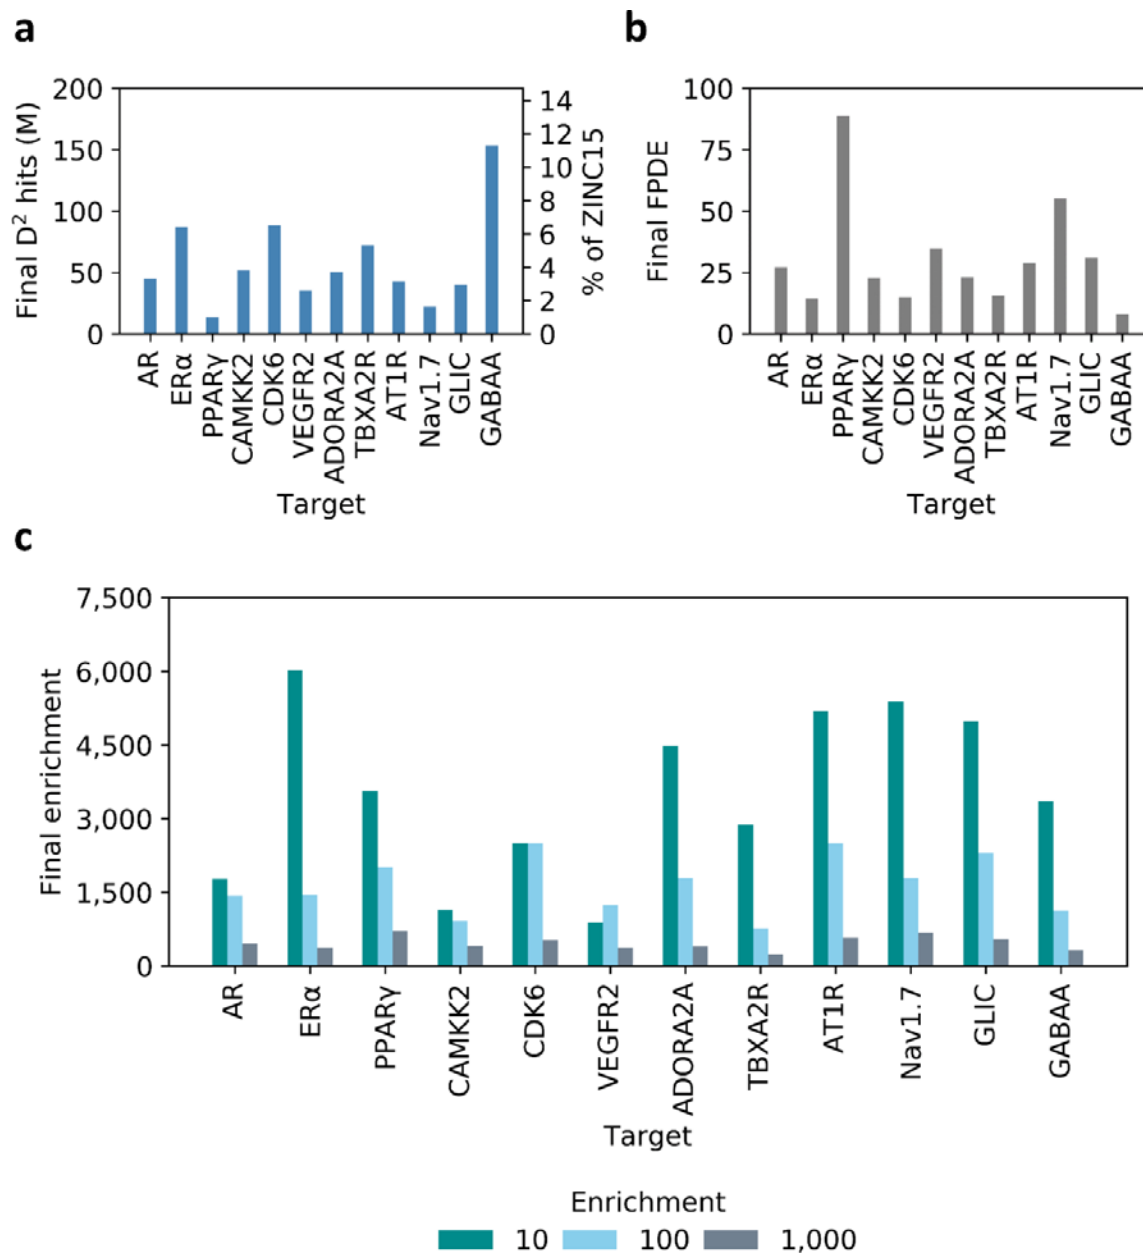 a
Final D² hits (M)
200
150
100
50
0
14
12
10
8
6
4
2
0
% of ZINC15
AR
ERα
PPARγ
CAMKK2
CDK6
VEGFR2
ADORA2A
TBXA2R
AT1R
Nav1.7
GLIC
GABAA
Target
b
Final FPDE
100
75
50
25
0
AR
ERα
PPARγ
CAMKK2
CDK6
VEGFR2
ADORA2A
TBXA2R
AT1R
Nav1.7
GLIC
GABAA
Target
c
Final enrichment
7,500
6,000
4,500
3,000
1,500
0
AR
ERα
PPARγ
CAMKK2
CDK6
VEGFR2
ADORA2A
TBXA2R
AT1R
Nav1.7
GLIC
GABAA
Target
Enrichment
10 100 1,000